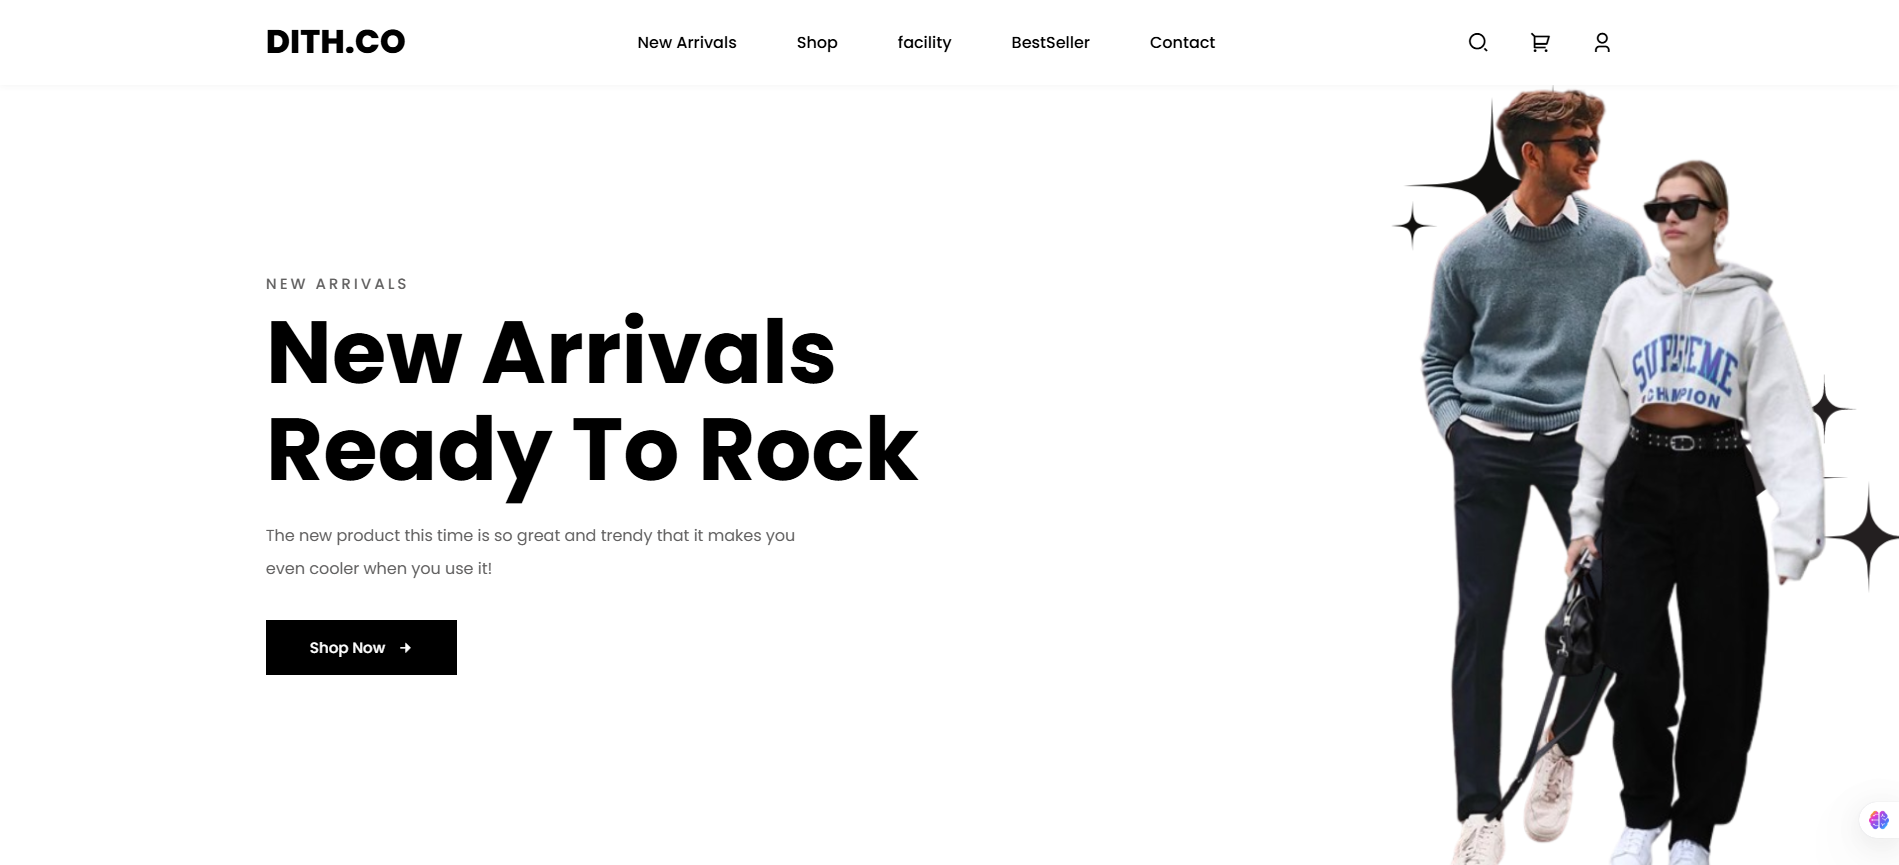 DITH.CO
New Arrivals
Shop
facility
BestSeller
Contact
NEW ARRIVALS
New Arrivals
Ready To Rock
The new product this time is so great and trendy that it makes you
even cooler when you use it!
Shop Now
SUPREME
CHAMPION